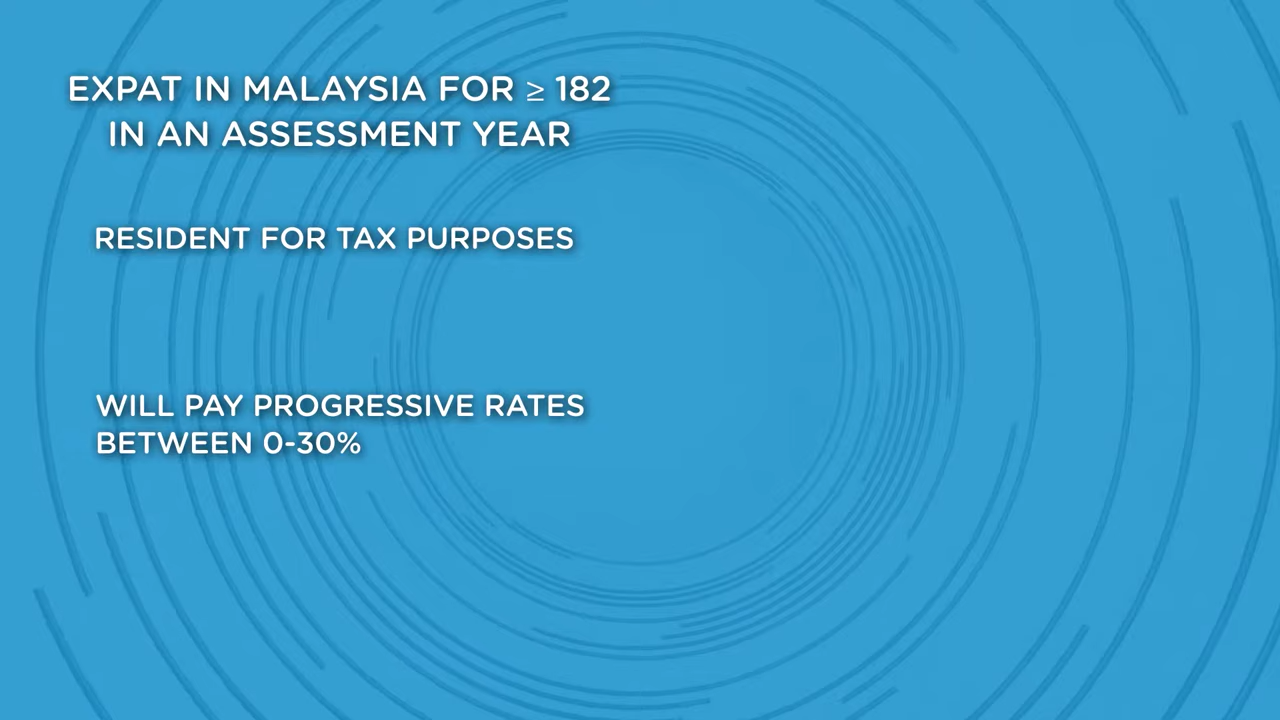 EXPAT IN MALAYSIA FOR ≥ 182
IN AN ASSESSMENT YEAR
RESIDENT FOR TAX PURPOSES
WILL PAY PROGRESSIVE RATES
BETWEEN 0-30%